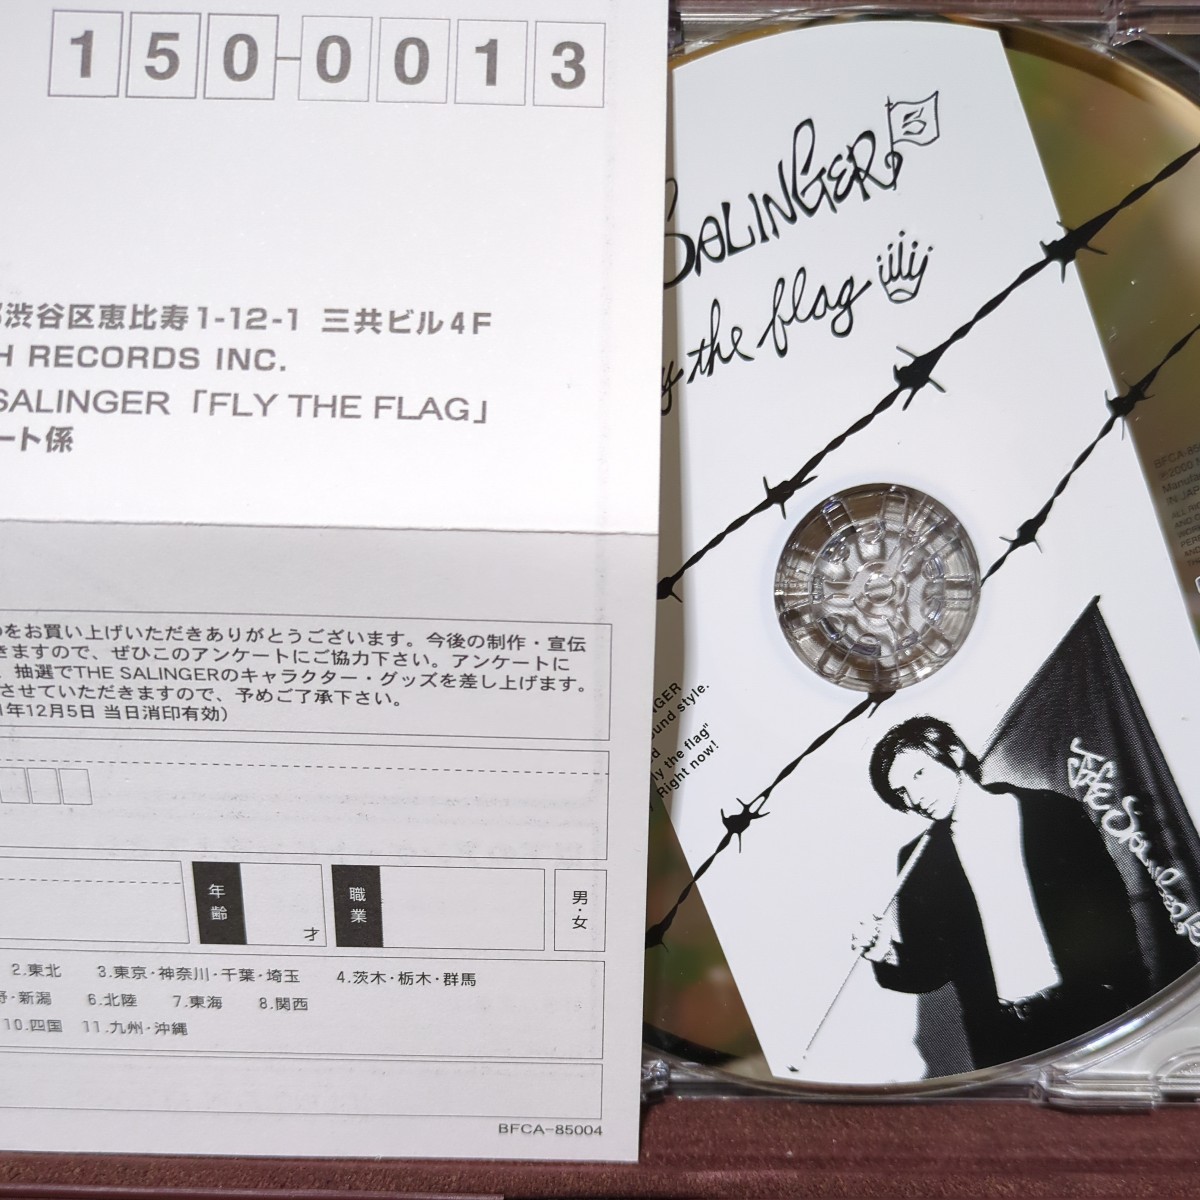 150-0013
渋谷区恵比寿1-12-1 三共ビル4F
H RECORDS INC.
SALINGER「FLY THE FLAG」
ート係
をお買い上げいただきありがとうございます。今後の制作・宣伝
きますので、ぜひこのアンケートにご協力下さい。アンケートに
、抽選でTHE SALINGERのキャラクター・グッズを差し上げます。
させていただきますので、予めご了承下さい。
1年12月5日 当日消印有効）
年齢
才
職業
男・女
2.東北 3.東京・神奈川・千葉・埼玉 4.茨木・栃木・群馬
野・新潟 6.北陸 7.東海 8.関西
10.四国 11.九州・沖縄
BFCA-85004
SALINGER
3
the flag
NGER
ound style.
ly the flag"
Right now!
THE SALINGER
BFCA-85